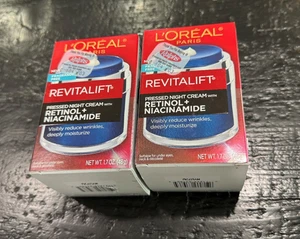 L'ORÉAL
PARIS
REVITALIFT
PRESSED NIGHT CREAM WITH
RETINOL +
NIACINAMIDE
Visibly reduce wrinkles,
deeply moisturize
NET WT. 1.7 OZ
L'ORÉAL
PARIS
REVITALIFT
PRESSED NIGHT CREAM WITH
RETINOL +
NIACINAMIDE
Visibly reduce wrinkles,
deeply moisturize
NET WT. 1.7